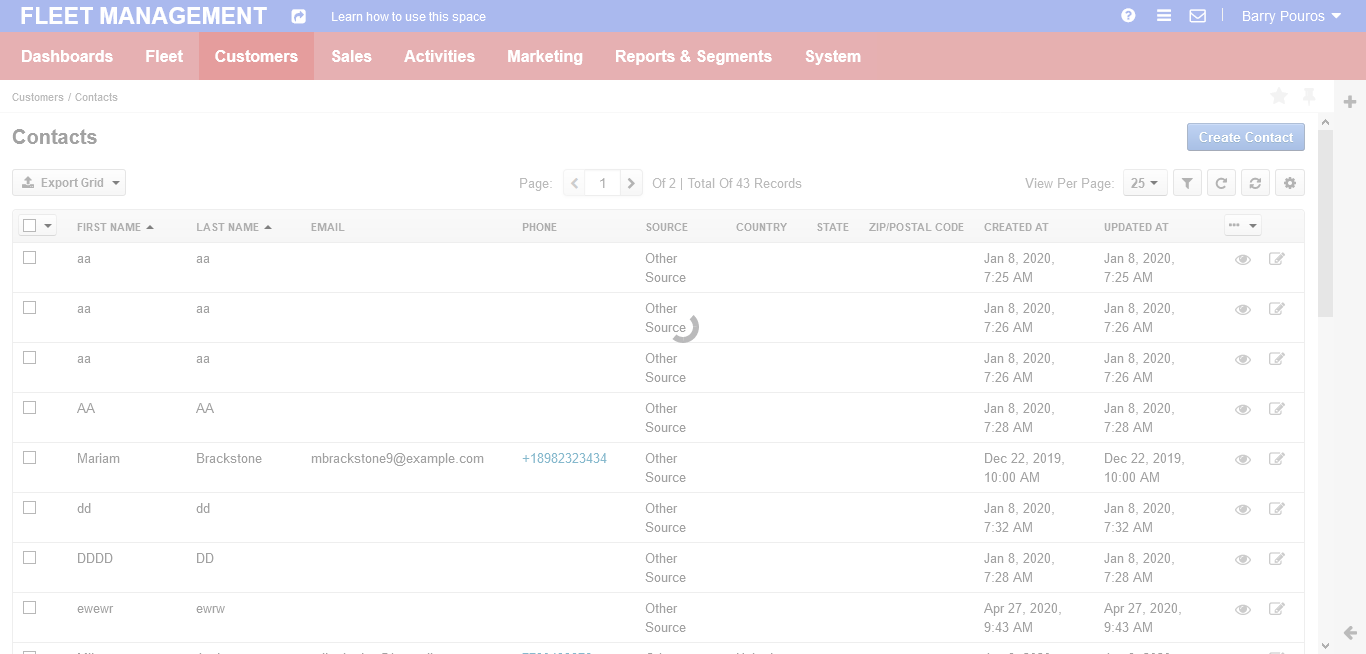 FLEET MANAGEMENT Learn how to use this space Barry Pouros
Dashboards Fleet Customers Sales Activities Marketing Reports & Segments System
Customers / Contacts
Contacts
Create Contact
Export Grid Page: 1 Of 2 | Total Of 43 Records View Per Page: 25
FIRST NAME LAST NAME EMAIL PHONE SOURCE COUNTRY STATE ZIP/POSTAL CODE CREATED AT UPDATED AT
aa aa Other Jan 8, 2020, Jan 8, 2020,
Source 7:25 AM 7:25 AM
aa aa Other Jan 8, 2020, Jan 8, 2020,
Source 7:26 AM 7:26 AM
aa aa Other Jan 8, 2020, Jan 8, 2020,
Source 7:26 AM 7:26 AM
AA AA Other Jan 8, 2020, Jan 8, 2020,
Source 7:28 AM 7:28 AM
Mariam Brackstone mbrackstone9@example.com +18982323434 Other Dec 22, 2019, Dec 22, 2019,
Source 10:00 AM 10:00 AM
dd dd Other Jan 8, 2020, Jan 8, 2020,
Source 7:32 AM 7:32 AM
DDDD DD Other Jan 8, 2020, Jan 8, 2020,
Source 7:28 AM 7:28 AM
ewewr ewrw Other Apr 27, 2020, Apr 27, 2020,
Source 9:43 AM 9:43 AM